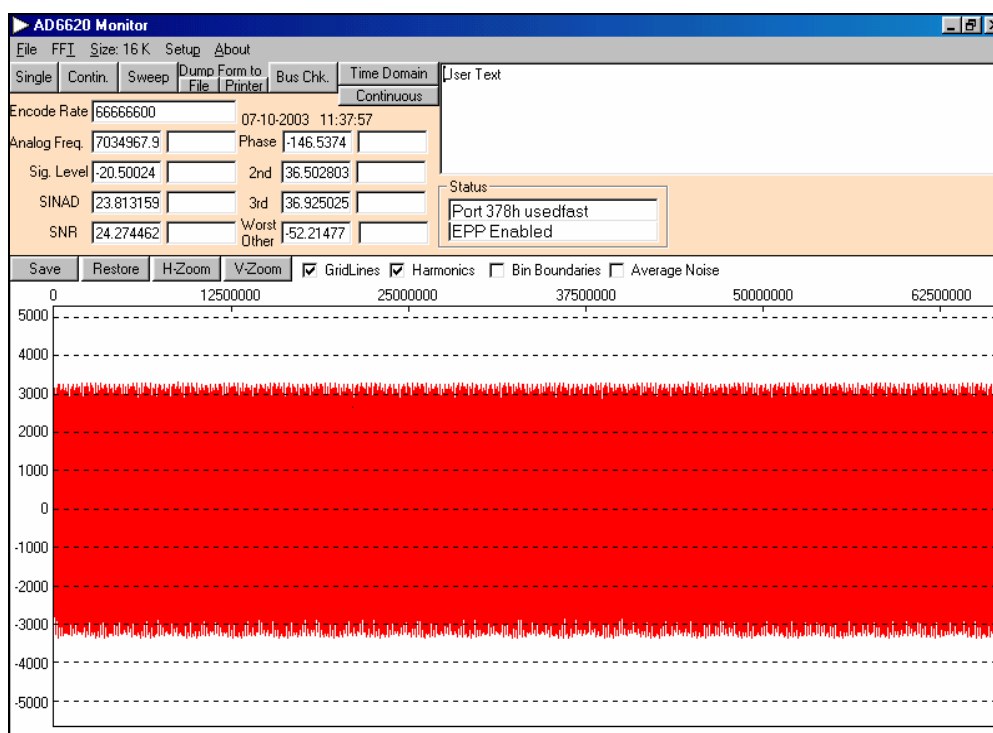 AD6620 Monitor
File FFT Size: 16 K Setup About
Single Contin. Sweep Dump Form to File Printer Bus Chk. Time Domain Continuous
User Text
Encode Rate 66666600 07-10-2003 11:37:57
Analog Freq. 7034967.9 Phase -146.5374
Sig. Level -20.50024 2nd 36.502803
SINAD 23.813159 3rd 36.925025
SNR 24.274462 Worst Other -52.21477
Status
Port 378h usedfast
EPP Enabled
Save Restore H-Zoom V-Zoom GridLines Harmonics Bin Boundaries Average Noise
0 12500000 25000000 37500000 50000000 62500000
5000
4000
3000
2000
1000
0
-1000
-2000
-3000
-4000
-5000